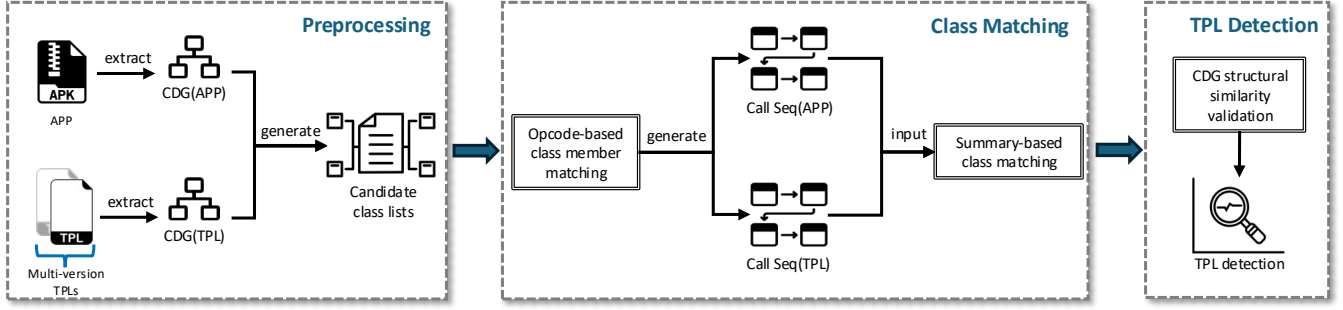 Preprocessing
APK
APP
extract
CDG(APP)
TPL
Multi-version
TPLs
extract
CDG(TPL)
generate
Candidate
class lists
Class Matching
Opcode-based
class member
matching
generate
Call Seq(APP)
Call Seq(TPL)
input
Summary-based
class matching
TPL Detection
CDG structural
similarity
validation
TPL detection